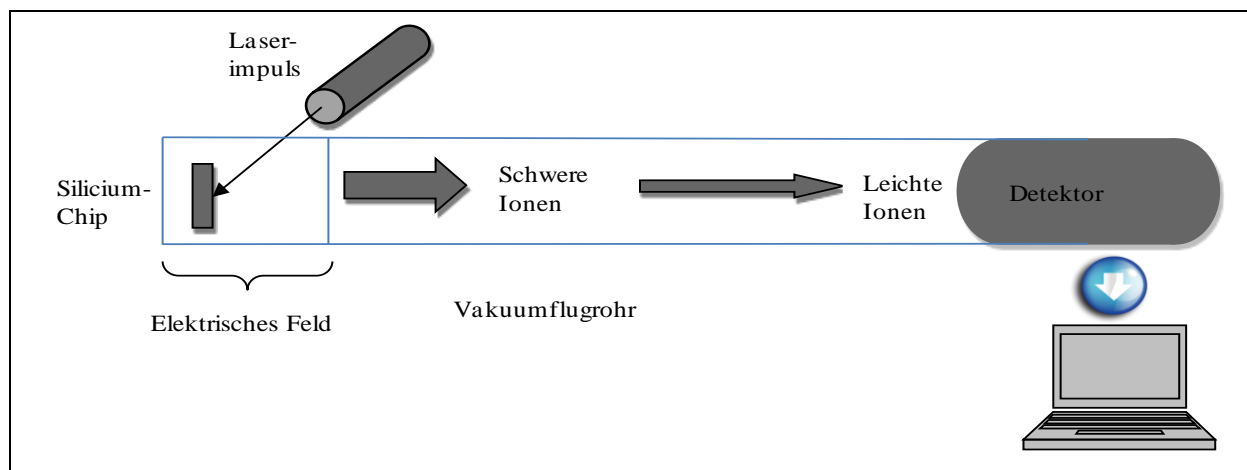 Laser-
impuls
Silicium-
Chip
Schwere
Ionen
Leichte
Ionen
Detektor
Elektrisches Feld
Vakuumflugrohr